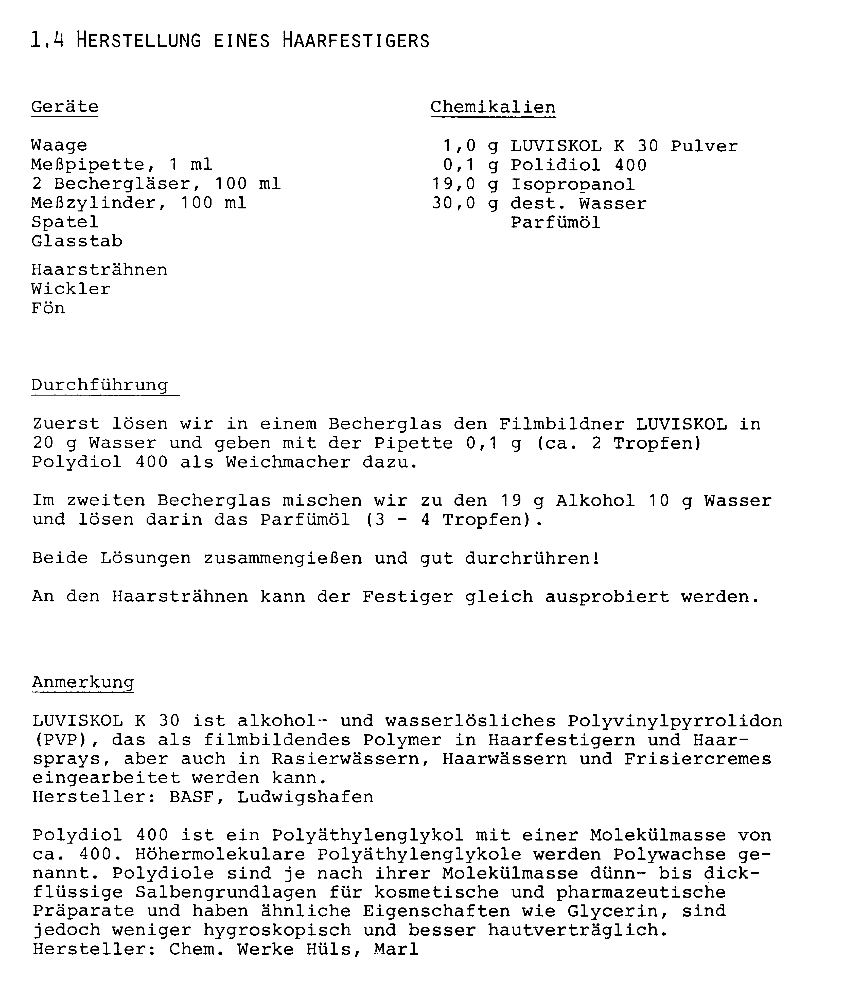 1.4 HERSTELLUNG EINES HAARFESTIGERS
Geräte
Waage
Meßpipette, 1 ml
2 Bechergläser, 100 ml
Meßzylinder, 100 ml
Spatel
Glasstab
Haarsträhnen
Wickler
Fön
Chemikalien
1,0 g LUVISKOL K 30 Pulver
0,1 g Polidiol 400
19,0 g Isopropanol
30,0 g dest. Wasser
Parfümöl
Durchführung
Zuerst lösen wir in einem Becherglas den Filmbildner LUVISKOL in
20 g Wasser und geben mit der Pipette 0,1 g (ca. 2 Tropfen)
Polydiol 400 als Weichmacher dazu.
Im zweiten Becherglas mischen wir zu den 19 g Alkohol 10 g Wasser
und lösen darin das Parfümöl (3 - 4 Tropfen).
Beide Lösungen zusammengießen und gut durchrühren!
An den Haarsträhnen kann der Festiger gleich ausprobiert werden.
Anmerkung
LUVISKOL K 30 ist alkohol- und wasserlösliches Polyvinylpyrrolidon
(PVP), das als filmbildendes Polymer in Haarfestigern und Haar-
sprays, aber auch in Rasierwässern, Haarwässern und Frisiercremes
eingearbeitet werden kann.
Hersteller: BASF, Ludwigshafen
Polydiol 400 ist ein Polyäthylenglykol mit einer Molekülmasse von
ca. 400. Höhermolekulare Polyäthylenglykole werden Polywachse ge-
nannt. Polydiole sind je nach ihrer Molekülmasse dünn- bis dick-
flüssige Salbengrundlagen für kosmetische und pharmazeutische
Präparate und haben ähnliche Eigenschaften wie Glycerin, sind
jedoch weniger hygroskopisch und besser hautverträglich.
Hersteller: Chem. Werke Hüls, Marl